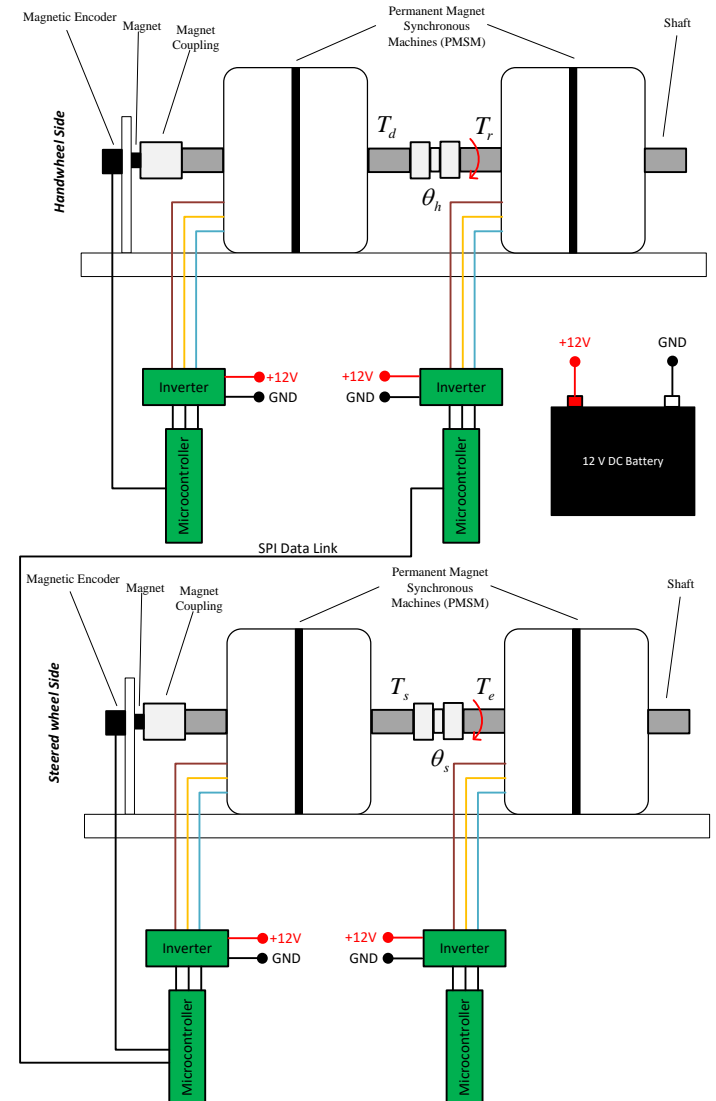 Magnetic Encoder
Magnet
Magnet
Coupling
Permanent Magnet
Synchronous
Machines (PMSM)
Shaft
Handwheel Side
T_d
T_r
θ_h
Inverter
+12V
GND
Microcontroller
+12V
GND
Inverter
Microcontroller
+12V
GND
12 V DC Battery
SPI Data Link
Magnetic Encoder
Magnet
Magnet
Coupling
Permanent Magnet
Synchronous
Machines (PMSM)
Shaft
Steered wheel Side
T_s
T_e
θ_s
Inverter
+12V
GND
Microcontroller
+12V
GND
Inverter
Microcontroller